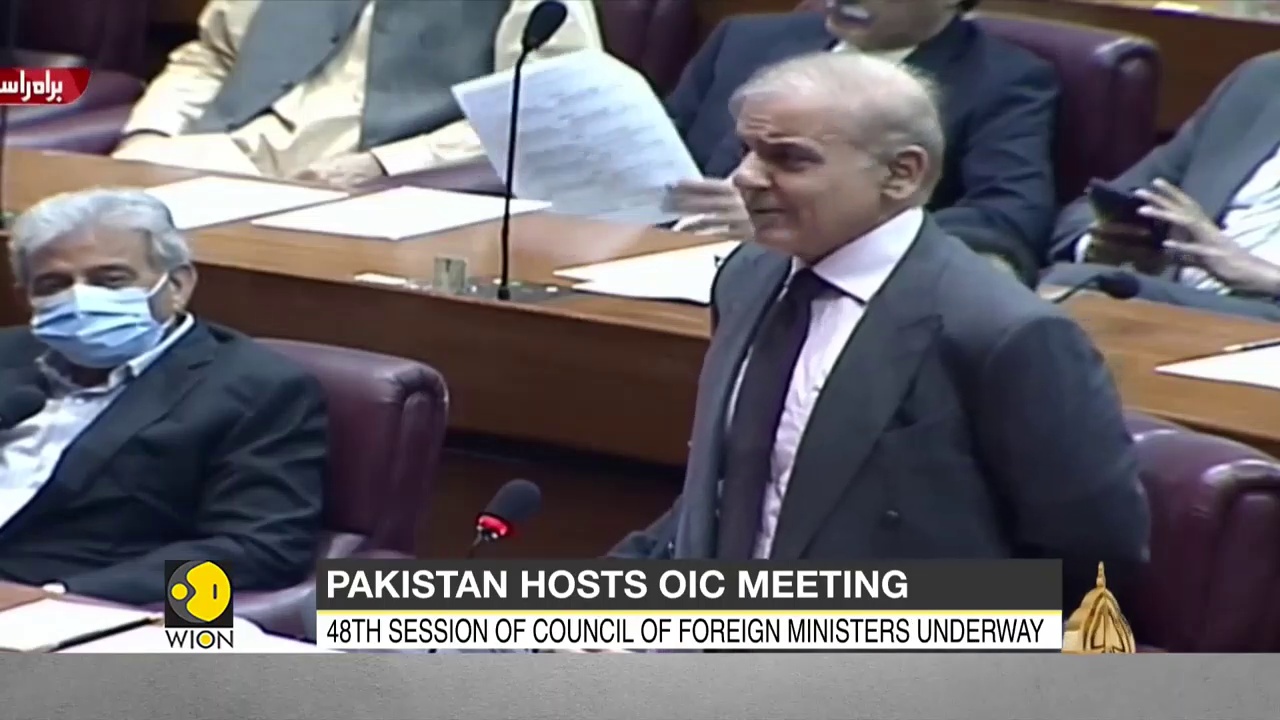 براہ راست
PAKISTAN HOSTS OIC MEETING
48TH SESSION OF COUNCIL OF FOREIGN MINISTERS UNDERWAY
WION